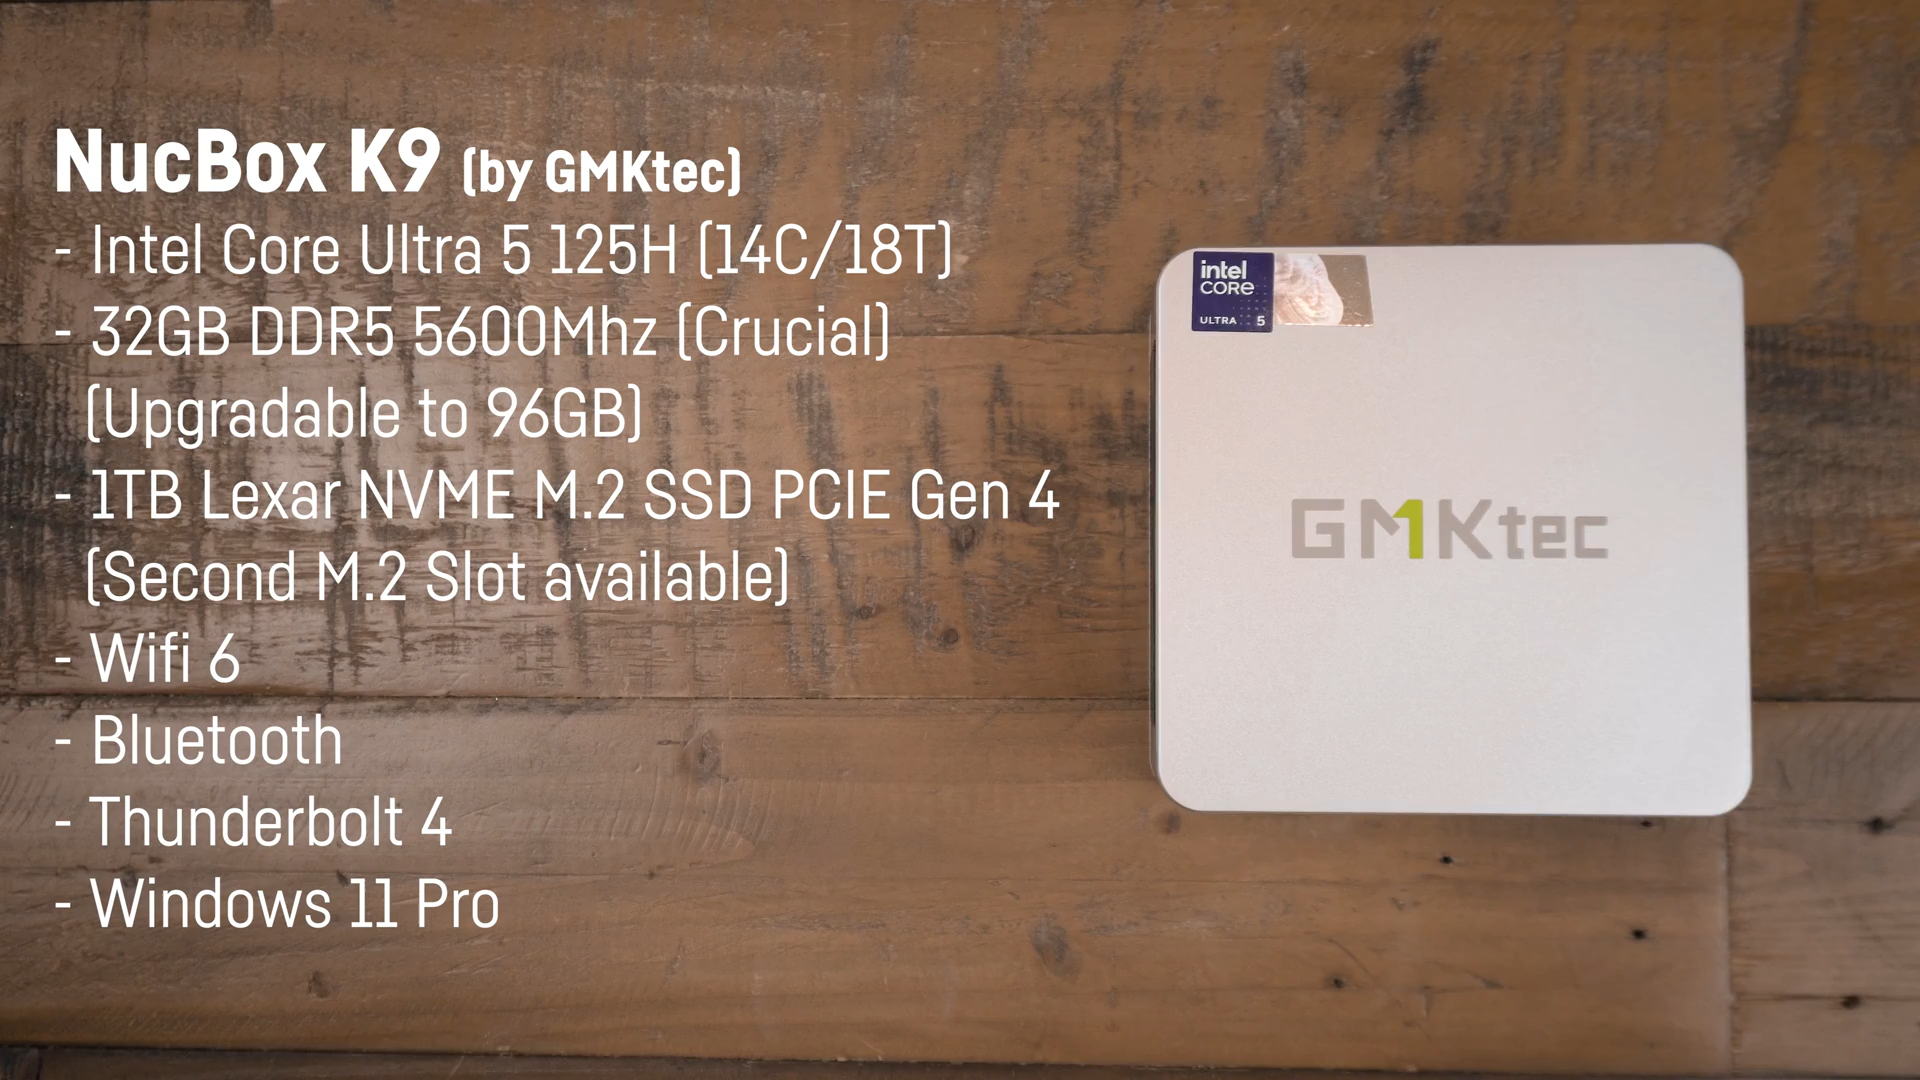 NucBox K9 (by GMKtec)
- Intel Core Ultra 5 125H (14C/18T)
- 32GB DDR5 5600Mhz (Crucial)
(Upgradable to 96GB)
- 1TB Lexar NVME M.2 SSD PCIE Gen 4
(Second M.2 Slot available)
- Wifi 6
- Bluetooth
- Thunderbolt 4
- Windows 11 Pro
intel
CORE
ULTRA 5
GMKtec